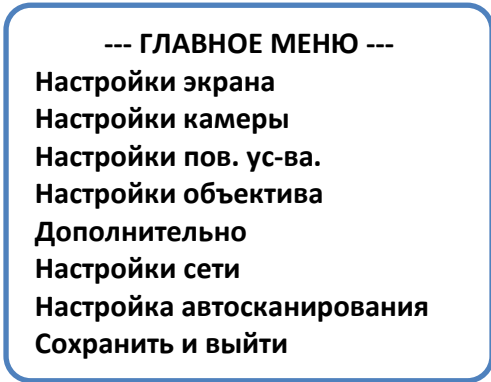 --- ГЛАВНОЕ МЕНЮ ---
Настройки экрана
Настройки камеры
Настройки пов. ус-ва.
Настройки объектива
Дополнительно
Настройки сети
Настройка автосканирования
Сохранить и выйти